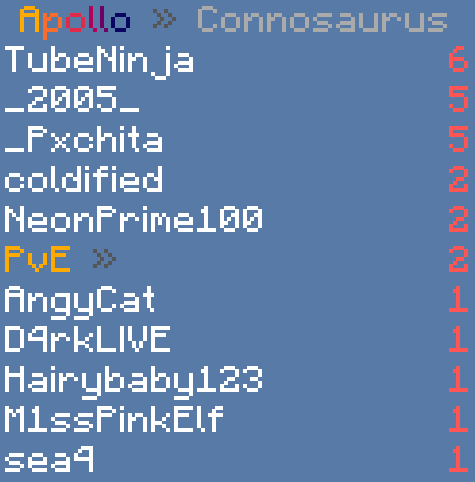 Apollo » Connosaurus
TubeNinja 6
_2005_ 5
_Pxchita 5
coldified 2
NeonPrime100 2
PvE » 2
AngyCat 1
D4rkLIVE 1
Hairybaby123 1
M1ssPinkElf 1
sea4 1